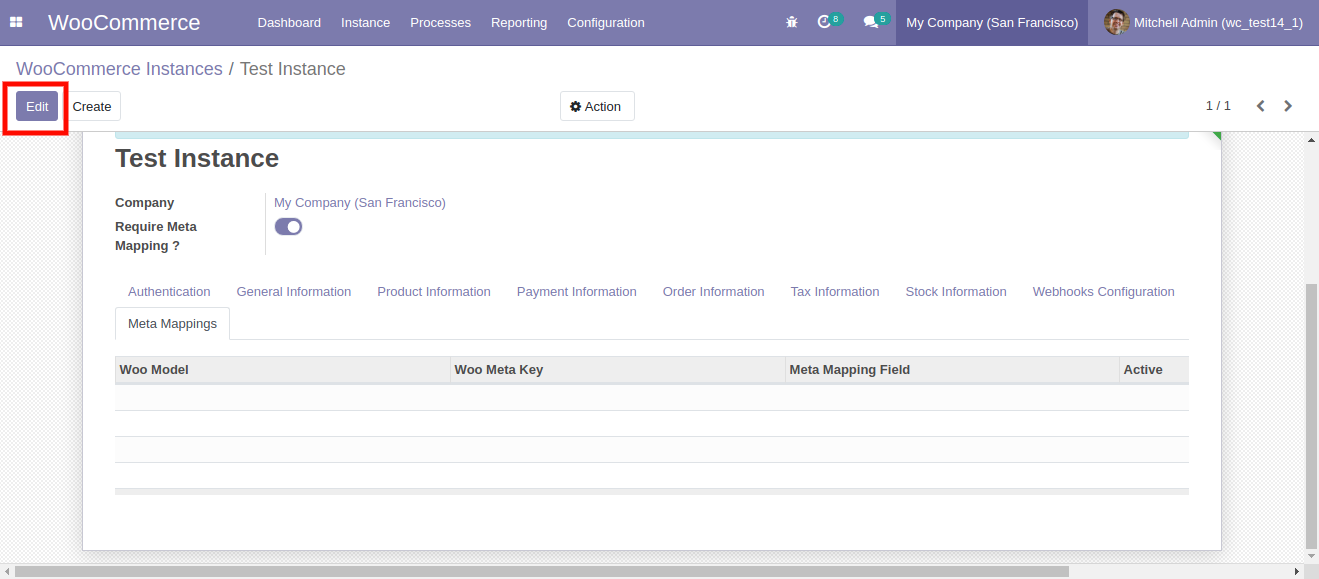 WooCommerce Dashboard Instance Processes Reporting Configuration 8 5 My Company (San Francisco) Mitchell Admin (wc_test14_1)
WooCommerce Instances / Test Instance
Edit Create Action 1 / 1
Test Instance
Company My Company (San Francisco)
Require Meta
Mapping ?
Authentication General Information Product Information Payment Information Order Information Tax Information Stock Information Webhooks Configuration
Meta Mappings
Woo Model Woo Meta Key Meta Mapping Field Active